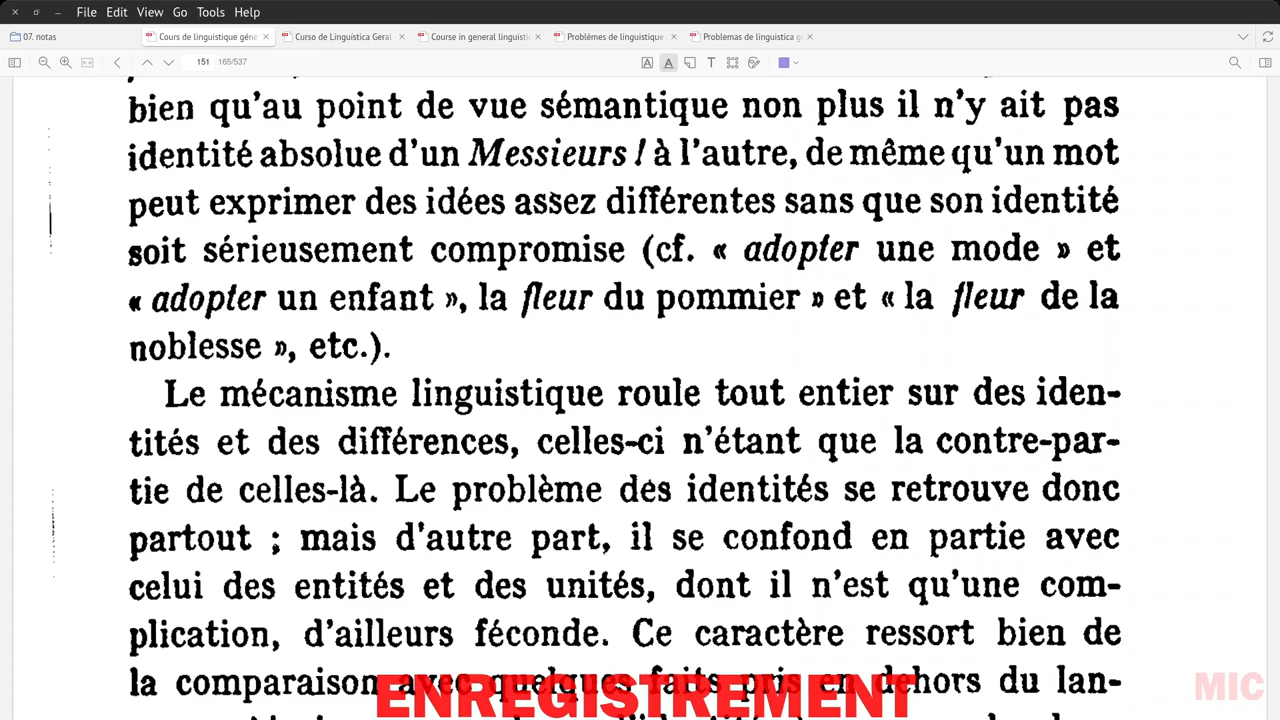 File Edit View Go Tools Help
07. notas
Cours de linguistique géné
Curso de Lingüística Geral
Course in general linguisti
Problèmes de linguistique
Problemas de linguistica g
151 165/537
bien qu'au point de vue sémantique non plus il n'y ait pas
identité absolue d'un Messieurs ! à l'autre, de même qu'un mot
peut exprimer des idées assez différentes sans que son identité
soit sérieusement compromise (cf. « adopter une mode » et
« adopter un enfant », la fleur du pommier » et « la fleur de la
noblesse », etc.).
Le mécanisme linguistique roule tout entier sur des iden-
tités et des différences, celles-ci n'étant que la contre-par-
tie de celles-là. Le problème des identités se retrouve donc
partout ; mais d'autre part, il se confond en partie avec
celui des entités et des unités, dont il n'est qu'une com-
plication, d'ailleurs féconde. Ce caractère ressort bien de
la comparaison avec quelques faits pris en dehors du lan-
ENREGISTREMENT
MIC